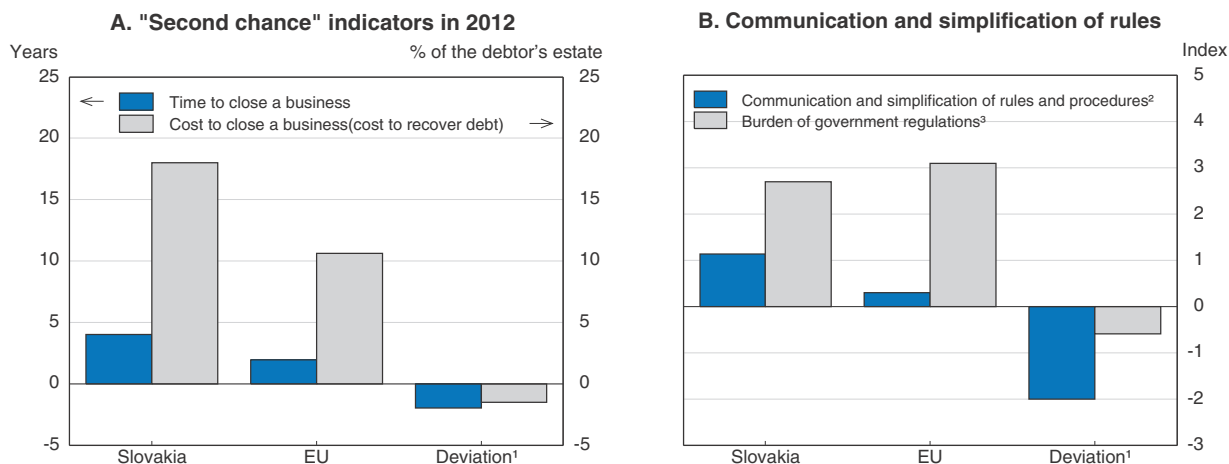 A. "Second chance" indicators in 2012
Years
% of the debtor's estate
25
20
15
10
5
0
-5
← Time to close a business
Cost to close a business(cost to recover debt) →
25
20
15
10
5
0
-5
Slovakia
EU
Deviation¹
B. Communication and simplification of rules
Index
Communication and simplification of rules and procedures²
Burden of government regulations³
5
4
3
2
1
0
-1
-2
-3
Slovakia
EU
Deviation¹